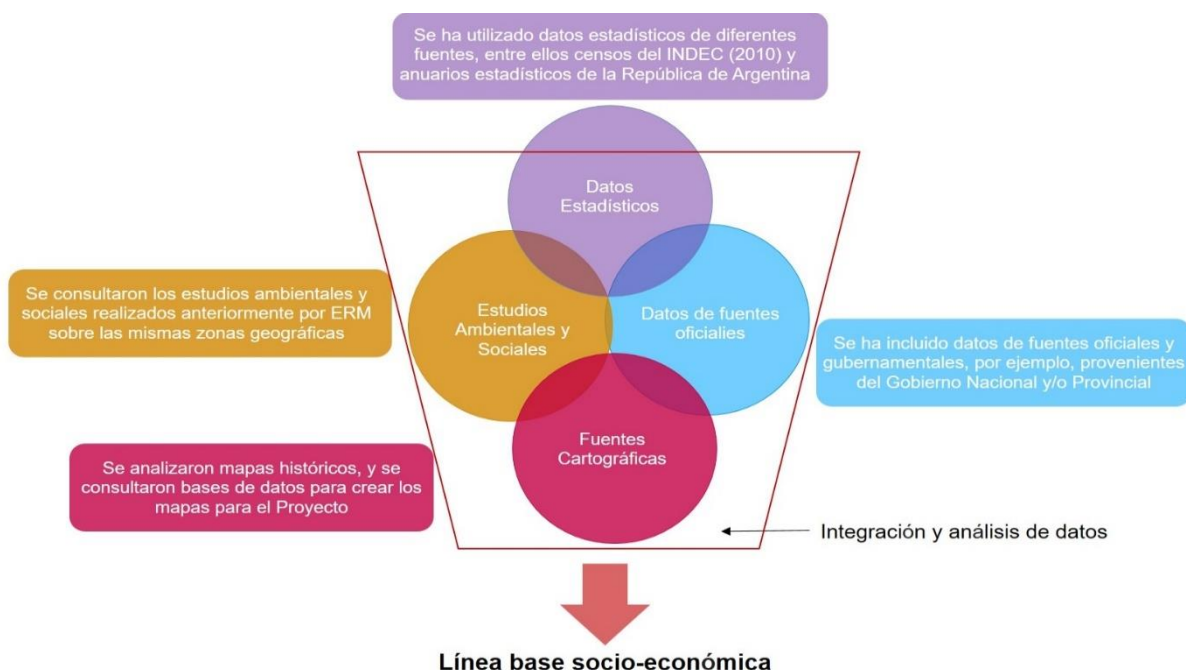 Se ha utilizado datos estadísticos de diferentes
fuentes, entre ellos censos del INDEC (2010) y
anuarios estadísticos de la República de Argentina
Datos
Estadísticos
Se consultaron los estudios ambientales y
sociales realizados anteriormente por ERM
sobre las mismas zonas geográficas
Estudios
Ambientales y
Sociales
Datos de fuentes
oficieles
Se ha incluido datos de fuentes oficiales y
gubernamentales, por ejemplo, provenientes
del Gobierno Nacional y/o Provincial
Fuentes
Cartográficas
Se analizaron mapas históricos, y se
consultaron bases de datos para crear los
mapas para el Proyecto
Integración y análisis de datos
Línea base socio-económica